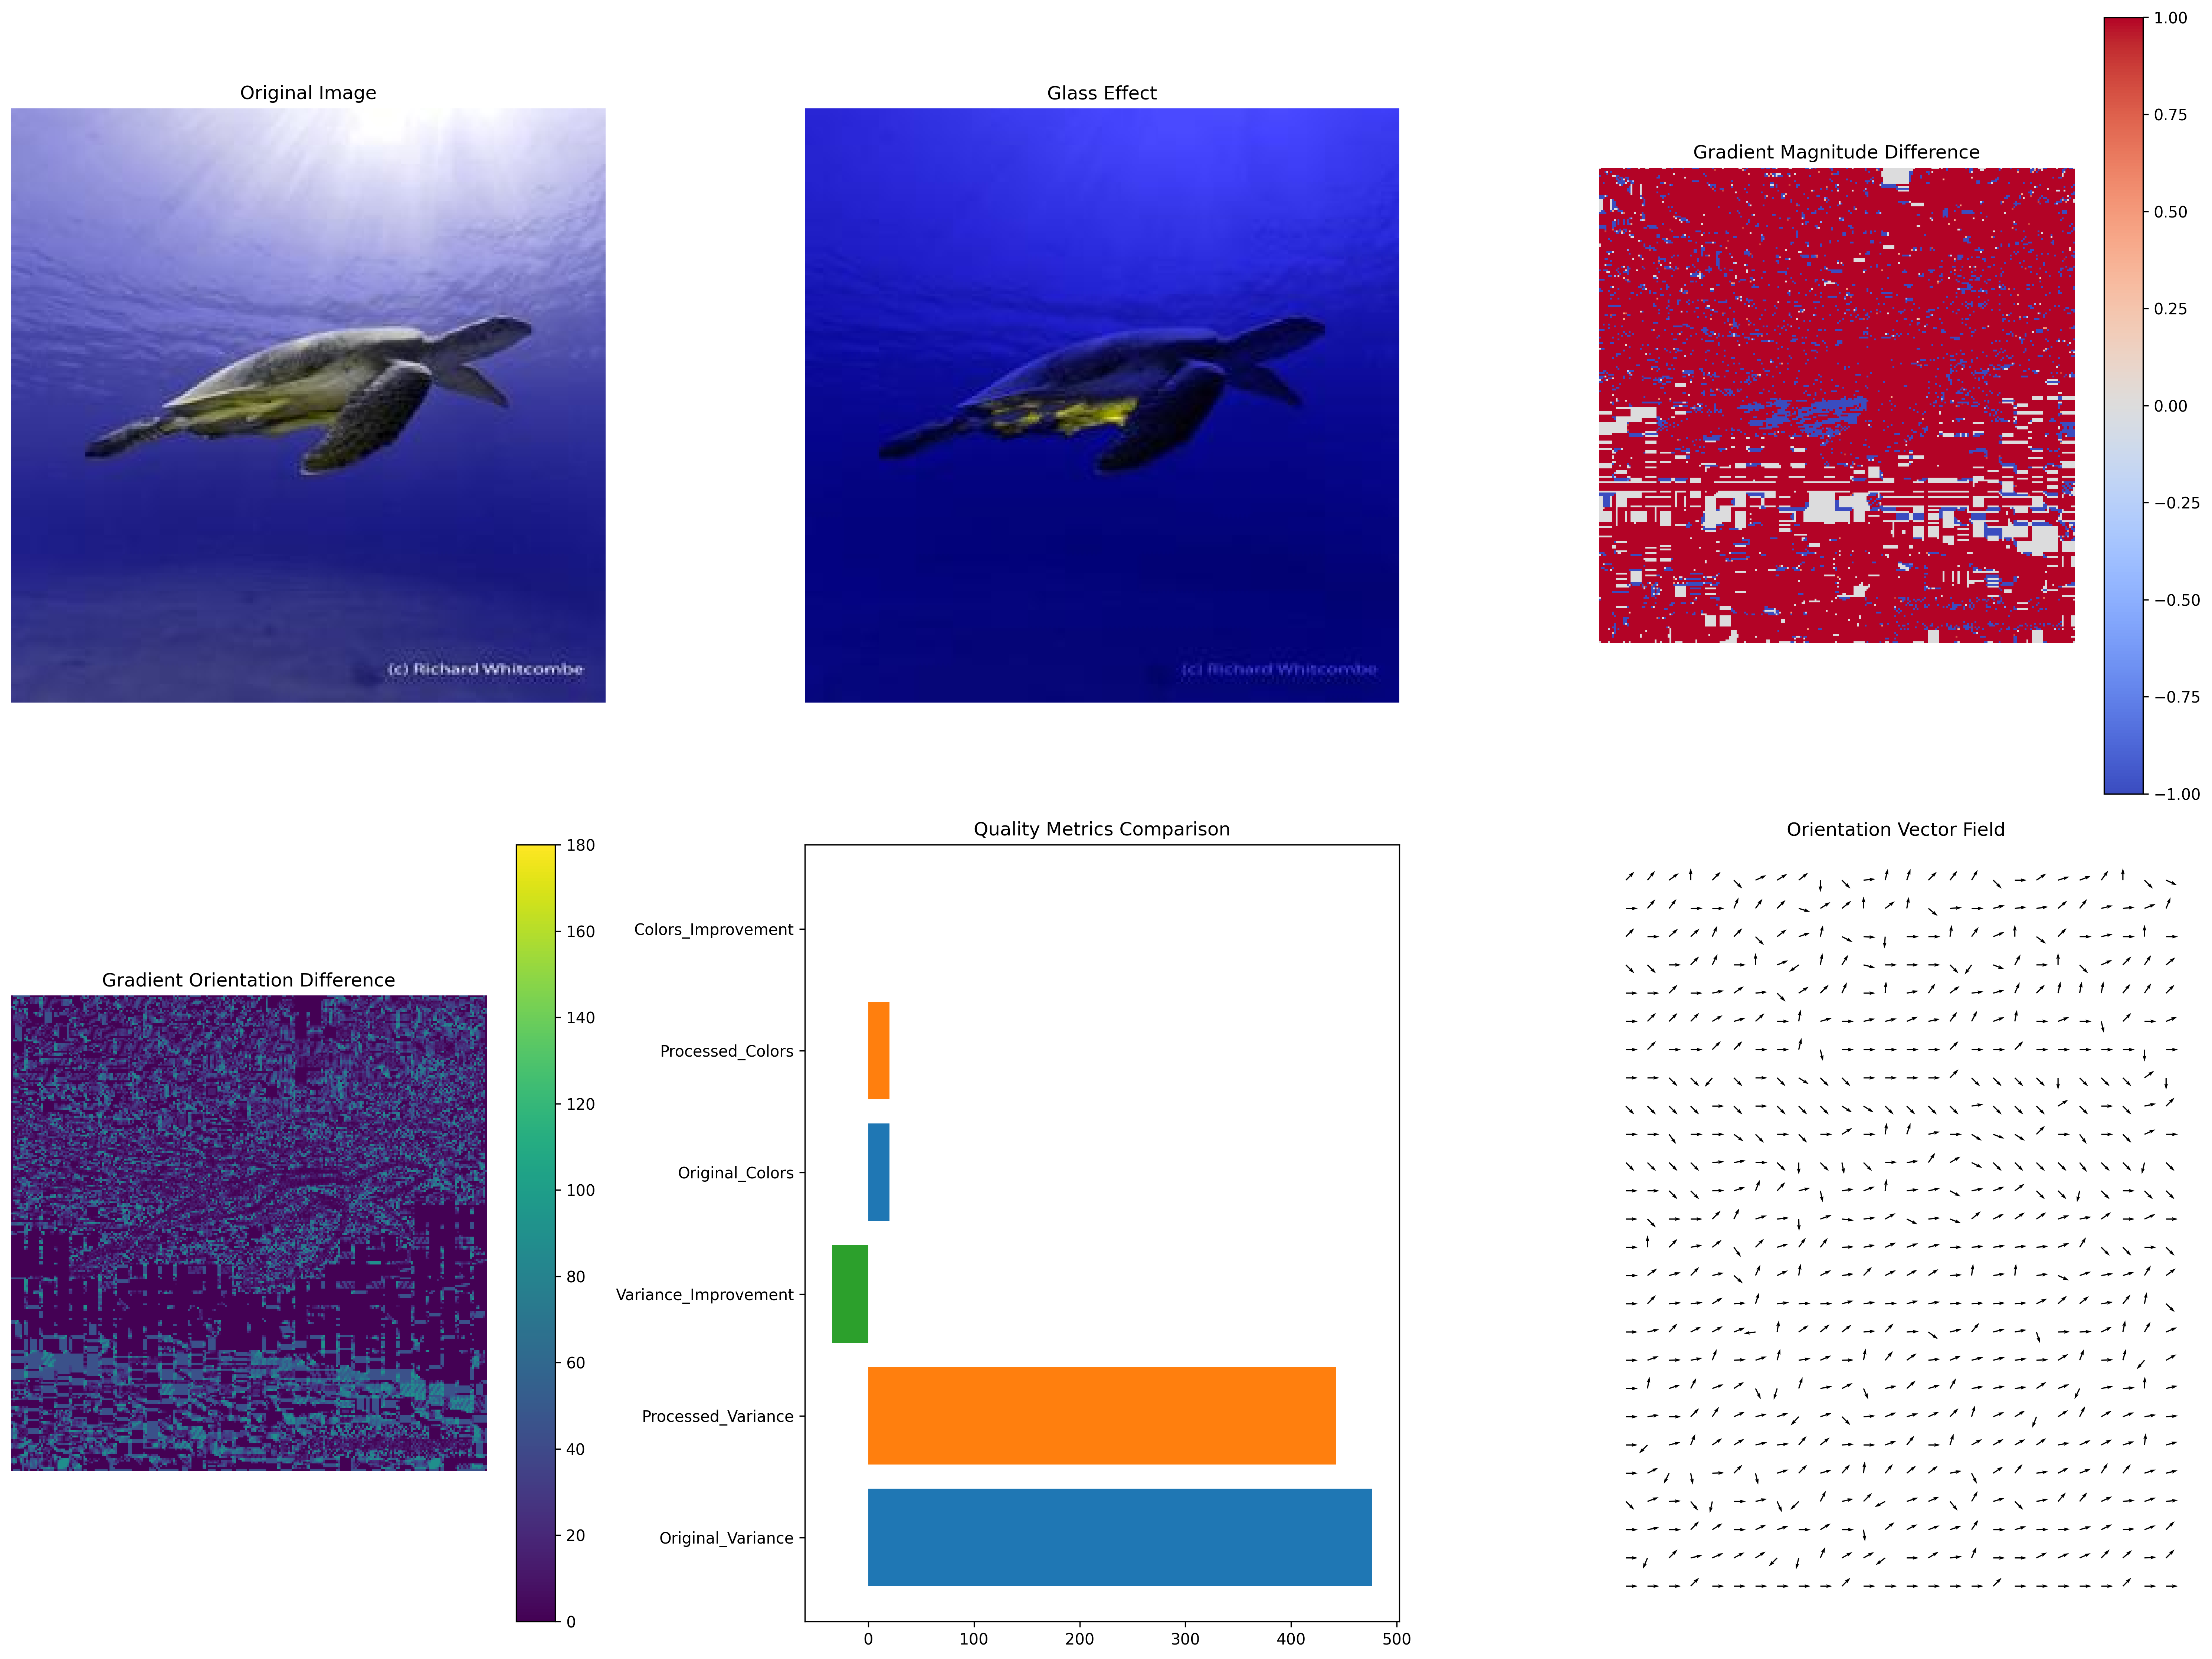 Original Image
Glass Effect
Gradient Magnitude Difference
1.00
0.75
0.50
0.25
0.00
−0.25
−0.50
−0.75
−1.00
(c) Richard Whitcombe
(c) Richard Whitcombe
Gradient Orientation Difference
180
160
140
120
100
80
60
40
20
0
Quality Metrics Comparison
Colors_Improvement
Processed_Colors
Original_Colors
Variance_Improvement
Processed_Variance
Original_Variance
0 100 200 300 400 500
Orientation Vector Field